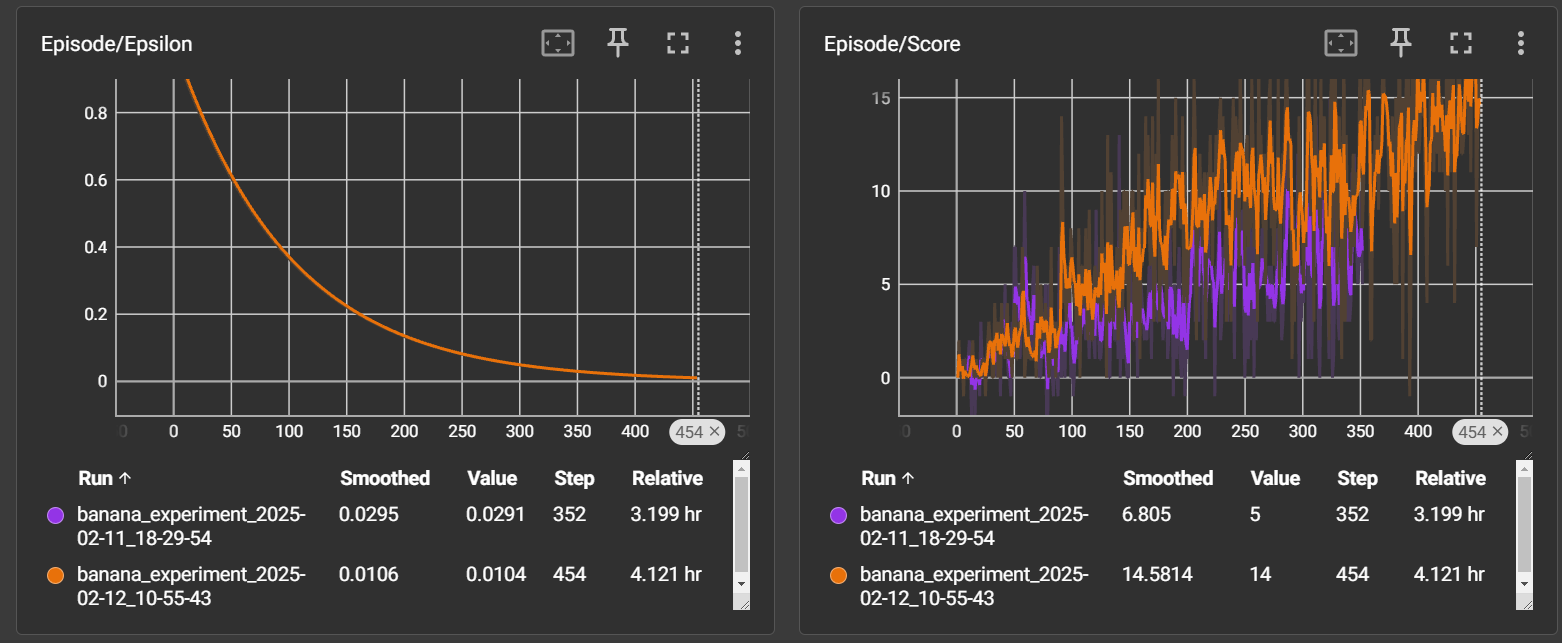 Episode/Epsilon
0.8
0.6
0.4
0.2
0
0 0 50 100 150 200 250 300 350 400 454 × 5
Run ↑ Smoothed Value Step Relative
banana_experiment_2025- 0.0295 0.0291 352 3.199 hr
02-11_18-29-54
banana_experiment_2025- 0.0106 0.0104 454 4.121 hr
02-12_10-55-43
Episode/Score
15
10
5
0
0 0 50 100 150 200 250 300 350 400 454 × 5
Run ↑ Smoothed Value Step Relative
banana_experiment_2025- 6.805 5 352 3.199 hr
02-11_18-29-54
banana_experiment_2025- 14.5814 14 454 4.121 hr
02-12_10-55-43